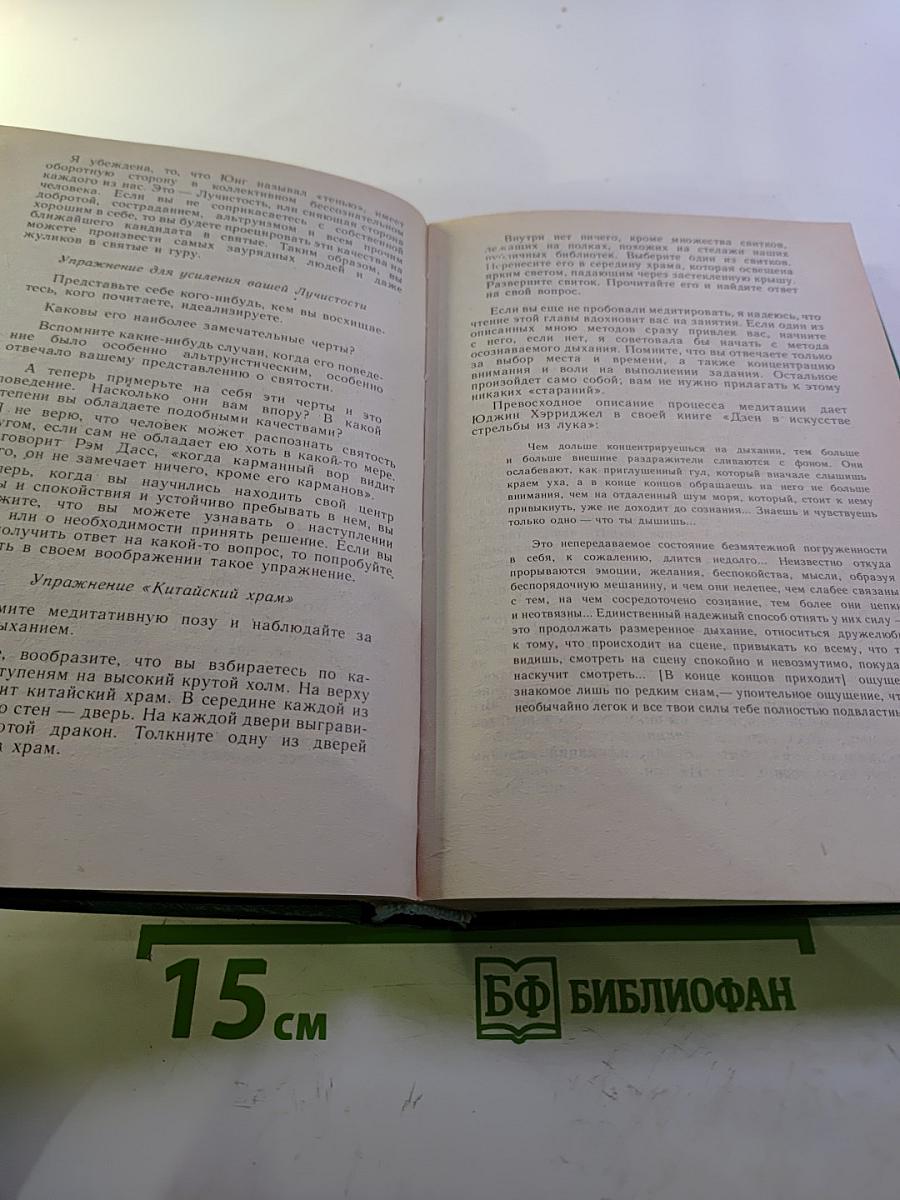 Я убеждена, то, что Юнг называл «тенью», имеет
оборотную сторону в коллективном бессознательном
каждого из нас. Это — Лучистость, или сияющая сторона
человека. Если вы не соприкасаетесь с собственной
добротой, состраданием, альтруизмом и всем прочим
хорошим в себе, то вы будете проецировать эти качества на
ближайшего кандидата в святые. Таким образом, вы
можете произвести самых заурядных людей и даже
жуликов в святые и гуру.
Упражнение для усиления вашей Лучистости
Представьте себе кого-нибудь, кем вы восхищае-
тесь, кого почитаете, идеализируете.
Каковы его наиболее замечательные черты?
Вспомните какие-нибудь случаи, когда его поведе-
ние было особенно альтруистическим, особенно
отвечало вашему представлению о святости.
А теперь примерьте на себя эти черты и это
поведение. Насколько они вам впору? В какой
степени вы обладаете подобными качествами?
Я не верю, что человек может распознать святость
угом, если сам не обладает ею хоть в какой-то мере.
говорит Рэм Дасс, «когда карманный вор видит
го, он не замечает ничего, кроме его карманов».
перь, когда вы научились находить свой центр
ы и спокойствия и устойчиво пребывать в нем, вы
жите, что вы можете узнавать о наступлении
или о необходимости принять решение. Если вы
получить ответ на какой-то вопрос, то попробуйте
ть в своем воображении такое упражнение.
Упражнение «Китайский храм»
мите медитативную позу и наблюдайте за
ыханием.
е, вообразите, что вы взбираетесь по ка-
тупеням на высокий крутой холм. На верху
ит китайский храм. В середине каждой из
о стен — дверь. На каждой двери выграви-
отой дракон. Толкните одну из дверей
в храм.
Внутри нет ничего, кроме множества свитков,
лежащих на полках, похожих на стелажи наших
публичных библиотек. Выберите один из свитков.
Перенесите его в середину храма, которая освещена
ярким светом, падающим через застекленную крышу.
Разверните свиток. Прочитайте его и найдите ответ
на свой вопрос.
Если вы еще не пробовали медитировать, я надеюсь, что
чтение этой главы вдохновит вас на занятия. Если один из
описанных мною методов сразу привлек вас, начните
с него, если нет, я советовала бы начать с метода
осознаваемого дыхания. Помните, что вы отвечаете только
за выбор места и времени, а также концентрацию
внимания и воли на выполнении задания. Остальное
произойдет само собой; вам не нужно прилагать к этому
никаких «стараний».
Превосходное описание процесса медитации дает
Юджин Хэрриджел в своей книге «Дзен в искусстве
стрельбы из лука»:
Чем дольше концентрируешься на дыхании, тем больше
и больше внешние раздражители сливаются с фоном. Они
ослабевают, как приглушенный гул, который вначале слышишь
краем уха, а в конце концов обращаешь на него не больше
внимания, чем на отдаленный шум моря, который, стоит к нему
привыкнуть, уже не доходит до сознания... Знаешь и чувствуешь
только одно — что ты дышишь...
Это непередаваемое состояние безмятежной погруженности
в себя, к сожалению, длится недолго... Неизвестно откуда
прорываются эмоции, желания, беспокойства, мысли, образуя
беспорядочную мешанину, и чем они нелепее, чем слабее связаны
с тем, на чем сосредоточено сознание, тем более они цепки
и неотвязны... Единственный надежный способ отнять у них силу —
это продолжать размеренное дыхание, относиться дружелюб
к тому, что происходит на сцене, привыкать ко всему, что т
видишь, смотреть на сцену спокойно и невозмутимо, покуда
наскучит смотреть... [В конце концов приходит] ощуще
знакомое лишь по редким снам,— упоительное ощущение, чт
необычайно легок и все твои силы тебе полностью подвластны
15 см
БФ БИБЛИОФАН